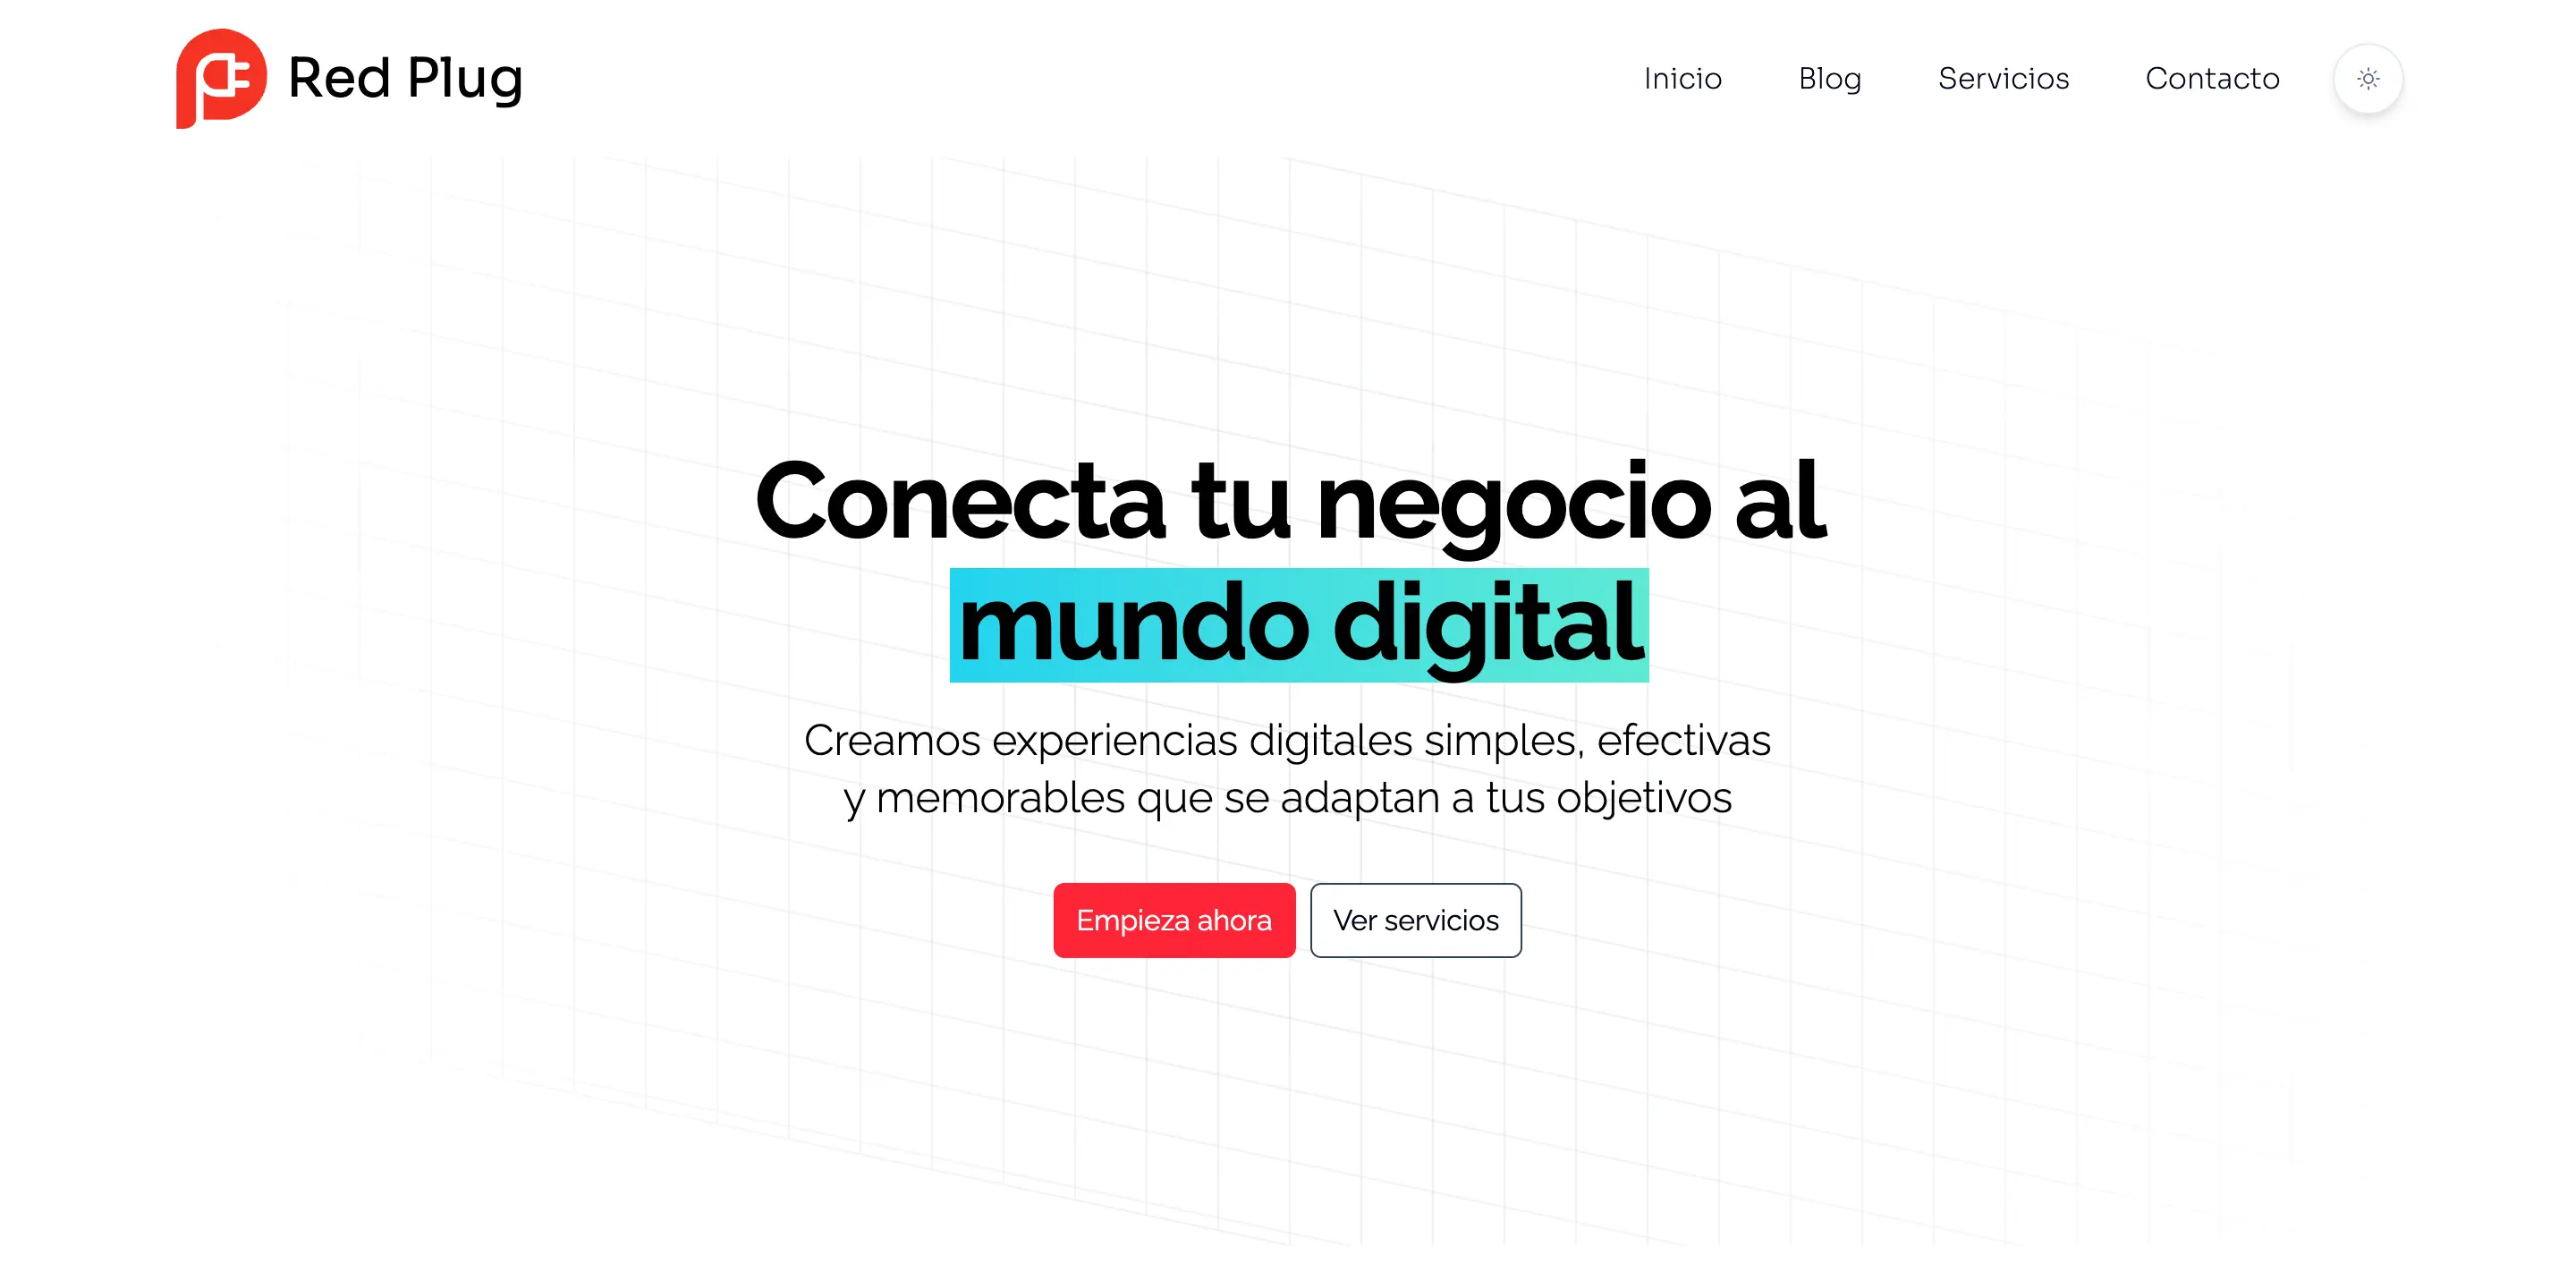 Red Plug
Inicio
Blog
Servicios
Contacto
Conecta tu negocio al
mundo digital
Creamos experiencias digitales simples, efectivas
y memorables que se adaptan a tus objetivos
Empieza ahora
Ver servicios